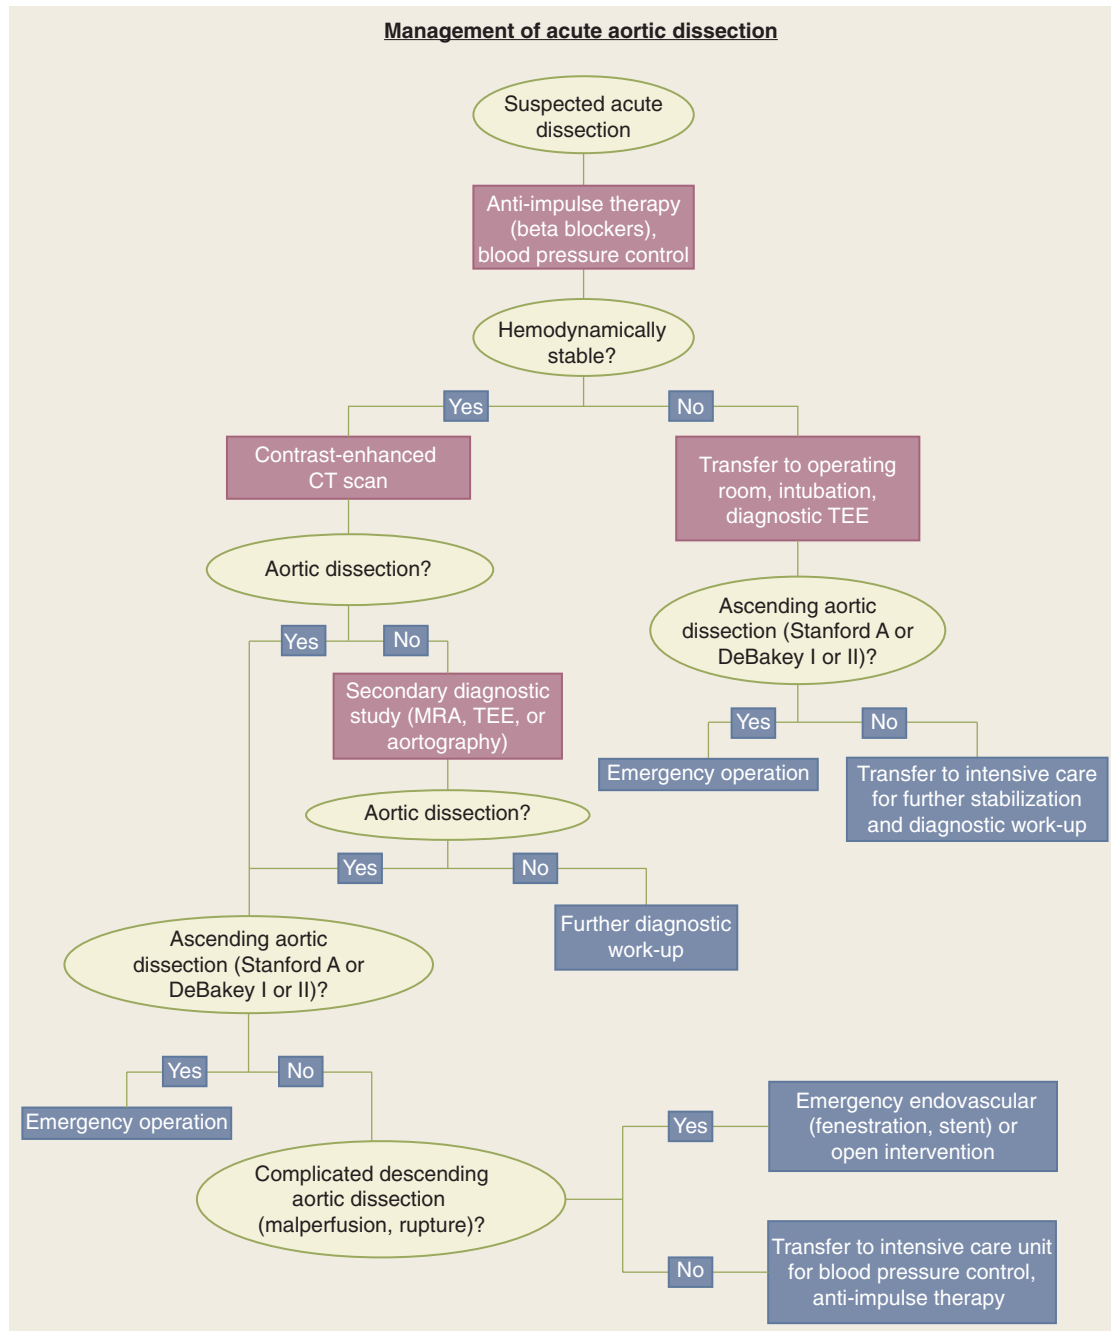 Management of acute aortic dissection
Suspected acute
dissection
Anti-impulse therapy
(beta blockers),
blood pressure control
Hemodynamically
stable?
Yes
No
Contrast-enhanced
CT scan
Transfer to operating
room, intubation,
diagnostic TEE
Aortic dissection?
Ascending aortic
dissection (Stanford A or
DeBakey I or II)?
Yes
No
Secondary diagnostic
study (MRA, TEE, or
aortography)
Yes
No
Emergency operation
Transfer to intensive care
for further stabilization
and diagnostic work-up
Aortic dissection?
Yes
No
Further diagnostic
work-up
Ascending aortic
dissection (Stanford A or
DeBakey I or II)?
Yes
No
Emergency operation
Complicated descending
aortic dissection
(malperfusion, rupture)?
Yes
Emergency endovascular
(fenestration, stent) or
open intervention
No
Transfer to intensive care unit
for blood pressure control,
anti-impulse therapy